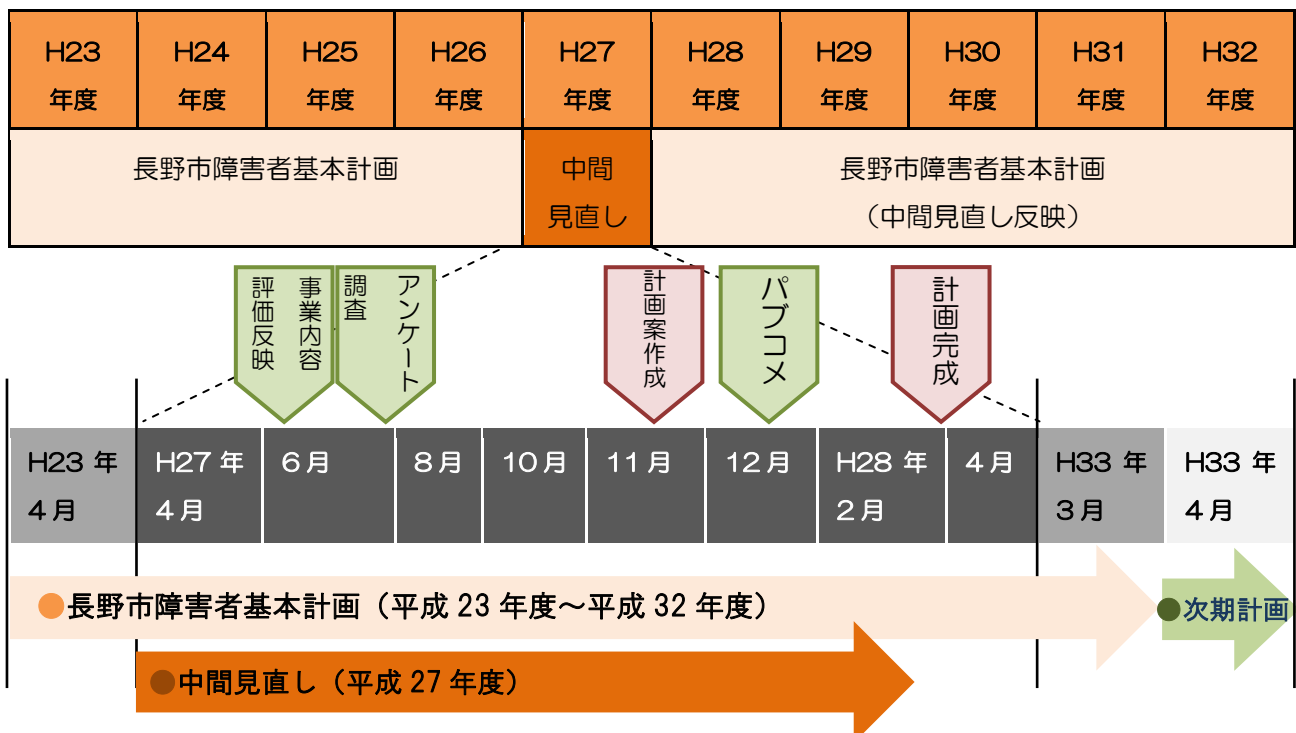 H23
年度
H24
年度
H25
年度
H26
年度
H27
年度
H28
年度
H29
年度
H30
年度
H31
年度
H32
年度
長野市障害者基本計画
中間
見直し
長野市障害者基本計画
（中間見直し反映）
事業内容
評価反映
アンケート
調査
計画案作成
パブコメ
計画完成
H23 年
4月
H27 年
4月
6月
8月
10月
11月
12月
H28 年
2月
4月
H33 年
3月
H33 年
4月
●長野市障害者基本計画（平成 23 年度～平成 32 年度）
●次期計画
●中間見直し（平成 27 年度）